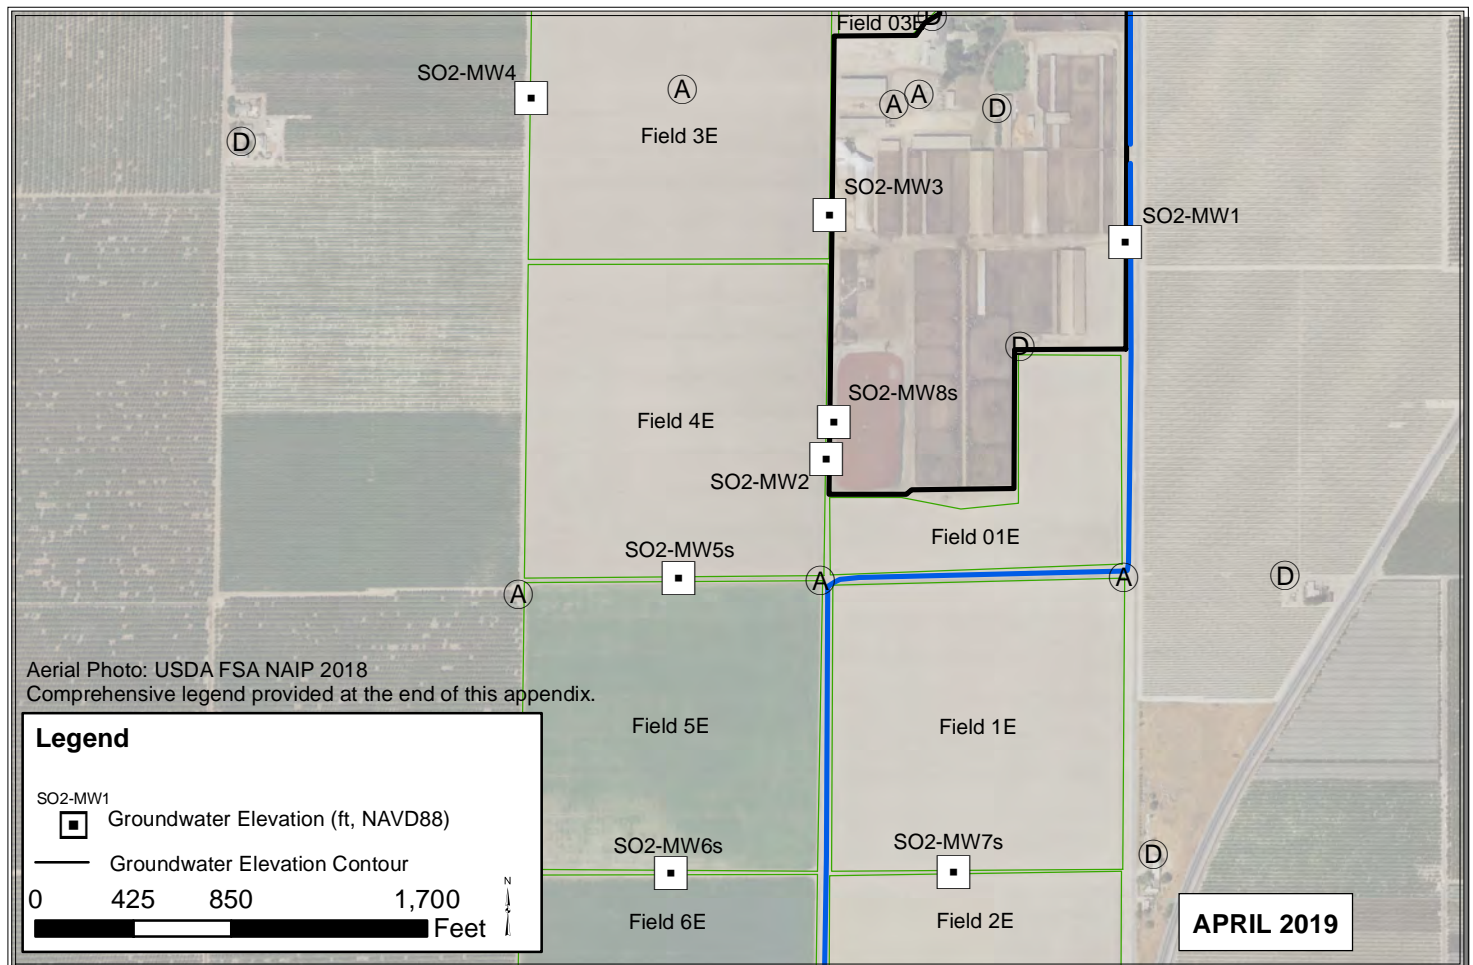 Field 03E
D
SO2-MW4
A
A
A
D
D
Field 3E
SO2-MW3
SO2-MW1
D
SO2-MW8s
Field 4E
SO2-MW2
Field 01E
SO2-MW5s
A
A
A
D
Aerial Photo: USDA FSA NAIP 2018
Comprehensive legend provided at the end of this appendix.
Field 5E
Field 1E
Legend
SO2-MW1
Groundwater Elevation (ft, NAVD88)
Groundwater Elevation Contour
0 425 850 1,700
Feet
N
SO2-MW6s
SO2-MW7s
D
Field 6E
Field 2E
APRIL 2019